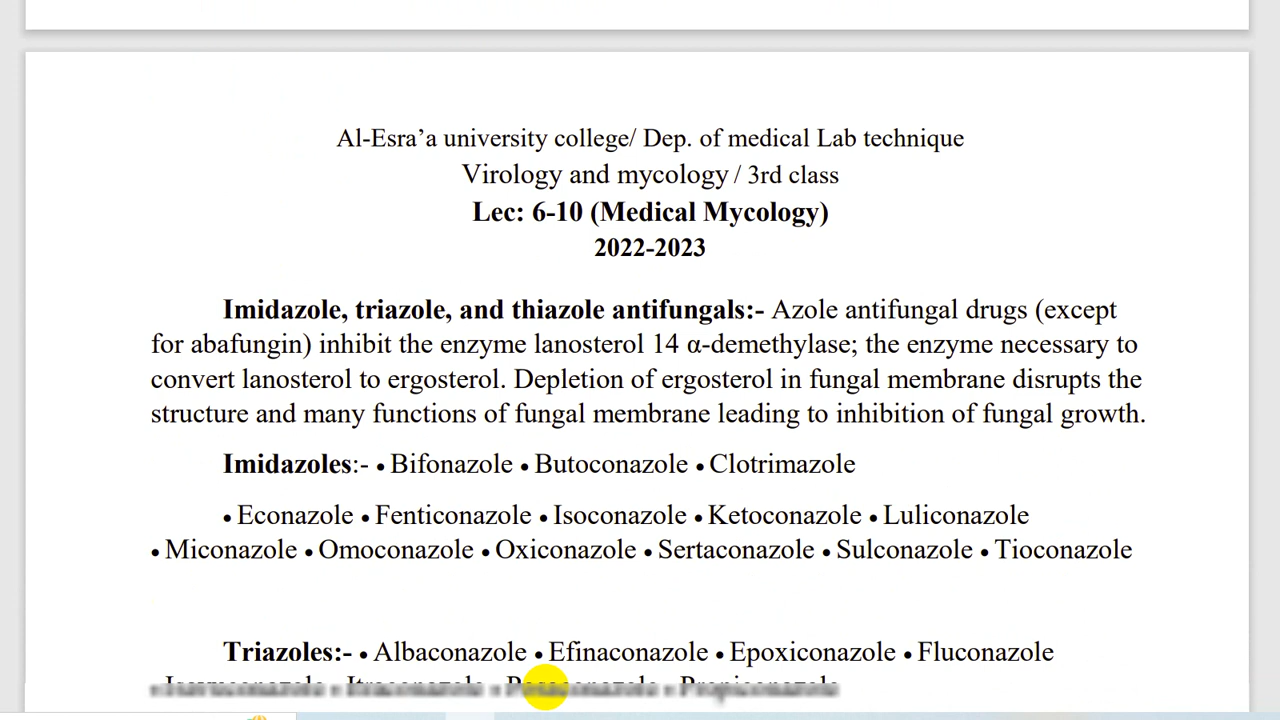 Al-Esra’a university college/ Dep. of medical Lab technique
Virology and mycology / 3rd class
Lec: 6-10 (Medical Mycology)
2022-2023
Imidazole, triazole, and thiazole antifungals:- Azole antifungal drugs (except
for abafungin) inhibit the enzyme lanosterol 14 α-demethylase; the enzyme necessary to
convert lanosterol to ergosterol. Depletion of ergosterol in fungal membrane disrupts the
structure and many functions of fungal membrane leading to inhibition of fungal growth.
Imidazoles:- • Bifonazole • Butoconazole • Clotrimazole
• Econazole • Fenticonazole • Isoconazole • Ketoconazole • Luliconazole
• Miconazole • Omoconazole • Oxiconazole • Sertaconazole • Sulconazole • Tioconazole
Triazoles:- • Albaconazole • Efinaconazole • Epoxiconazole • Fluconazole